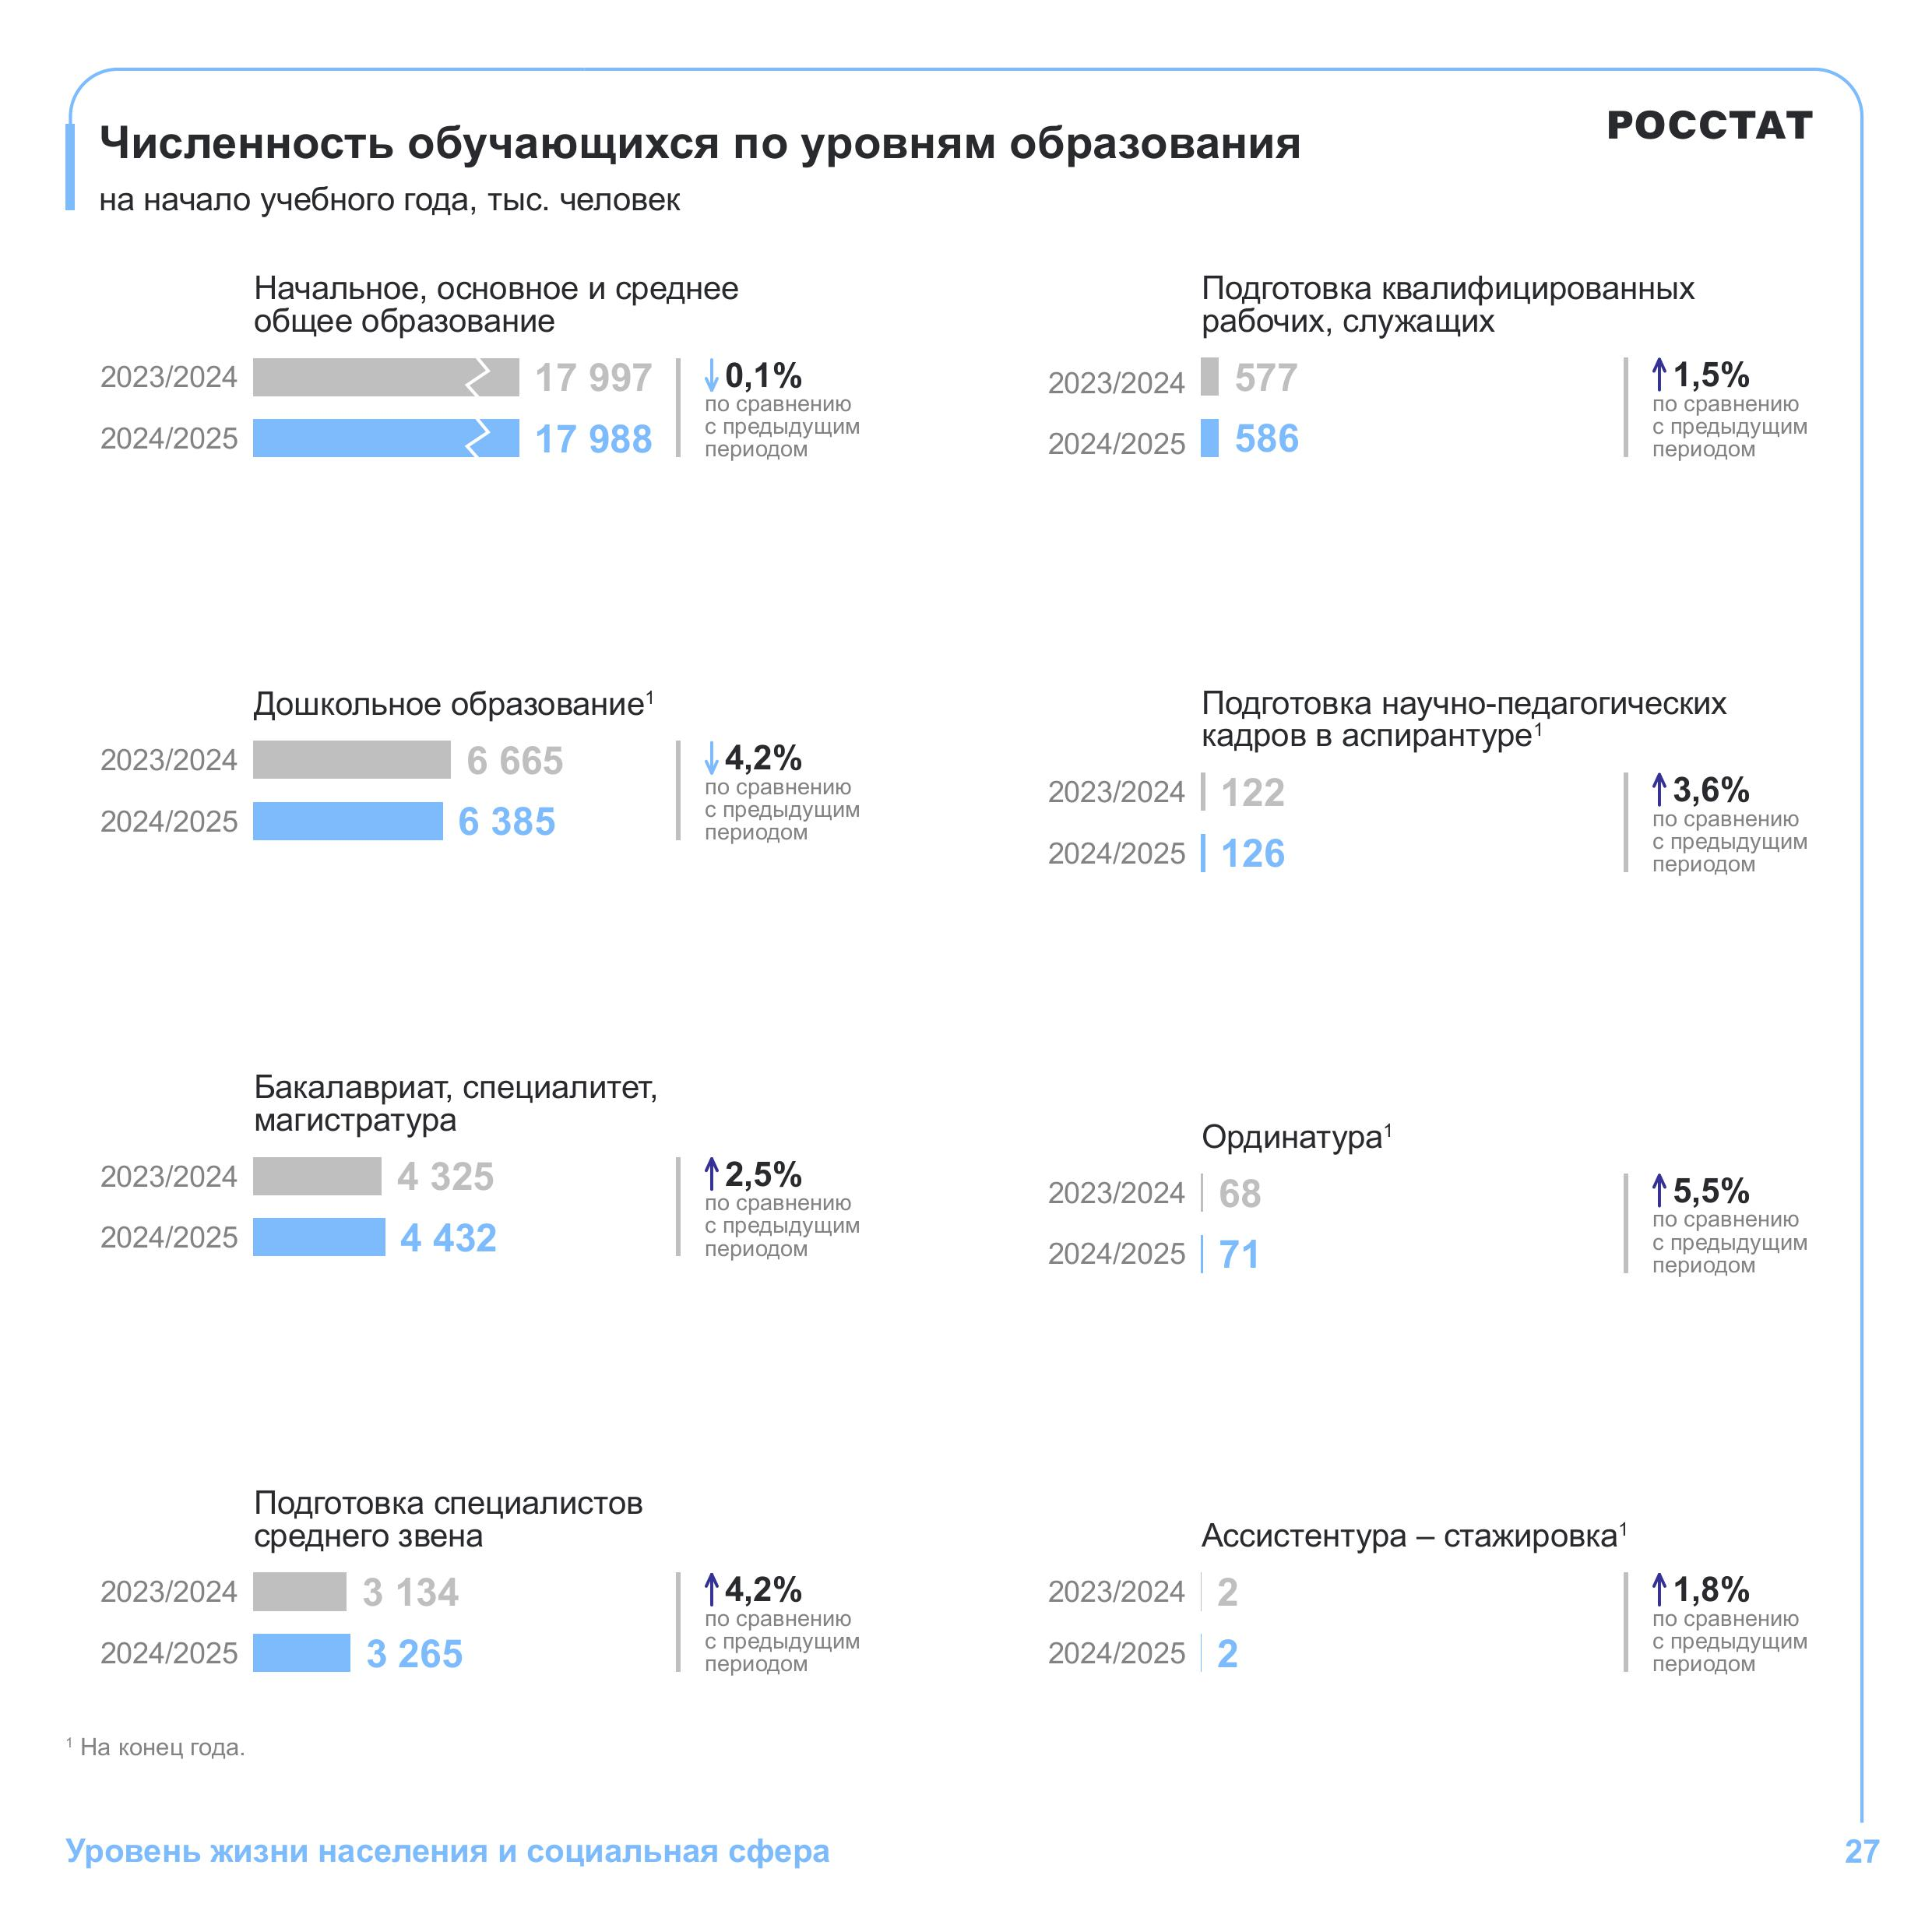 РОССТАТ
Численность обучающихся по уровням образования
на начало учебного года, тыс. человек
Начальное, основное и среднее
общее образование
2023/2024 17 997
2024/2025 17 988
↓ 0,1%
по сравнению
с предыдущим
периодом
Дошкольное образование¹
2023/2024 6 665
2024/2025 6 385
↓ 4,2%
по сравнению
с предыдущим
периодом
Бакалавриат, специалитет,
магистратура
2023/2024 4 325
2024/2025 4 432
↑ 2,5%
по сравнению
с предыдущим
периодом
Подготовка специалистов
среднего звена
2023/2024 3 134
2024/2025 3 265
↑ 4,2%
по сравнению
с предыдущим
периодом
Подготовка квалифицированных
рабочих, служащих
2023/2024 577
2024/2025 586
↑ 1,5%
по сравнению
с предыдущим
периодом
Подготовка научно-педагогических
кадров в аспирантуре¹
2023/2024 122
2024/2025 126
↑ 3,6%
по сравнению
с предыдущим
периодом
Ординатура¹
2023/2024 68
2024/2025 71
↑ 5,5%
по сравнению
с предыдущим
периодом
Ассистентура – стажировка¹
2023/2024 2
2024/2025 2
↑ 1,8%
по сравнению
с предыдущим
периодом
¹ На конец года.
Уровень жизни населения и социальная сфера
27